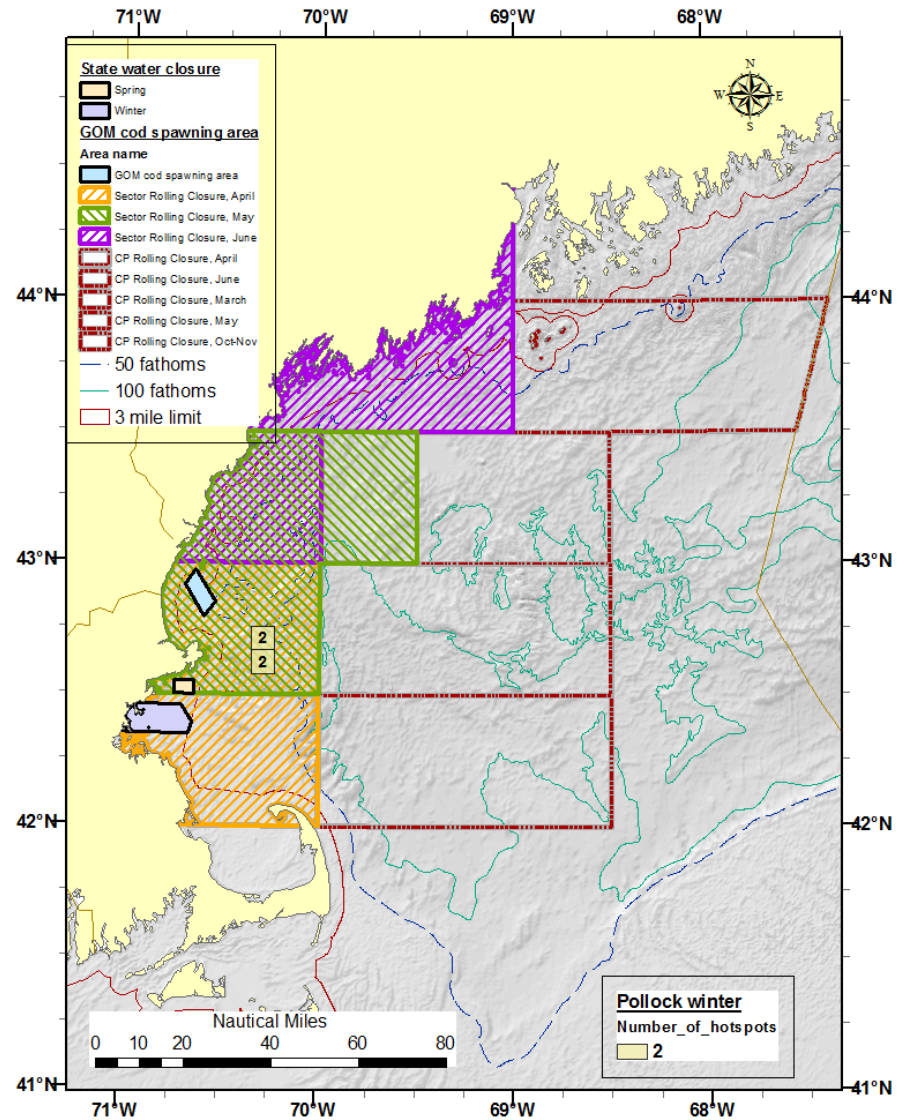 71°W 70°W 69°W 68°W
State water closure
Spring
Winter
GOM cod spawning area
Area name
GOM cod spawning area
Sector Rolling Closure, April
Sector Rolling Closure, May
Sector Rolling Closure, June
CP Rolling Closure, April
CP Rolling Closure, June
CP Rolling Closure, March
CP Rolling Closure, May
CP Rolling Closure, Oct-Nov
50 fathoms
100 fathoms
3 mile limit
N
W E
S
44°N 44°N
43°N 43°N
2
2
42°N 42°N
Pollock winter
Number_of_hotspots
2
Nautical Miles
0 10 20 40 60 80
41°N 41°N
71°W 70°W 69°W 68°W